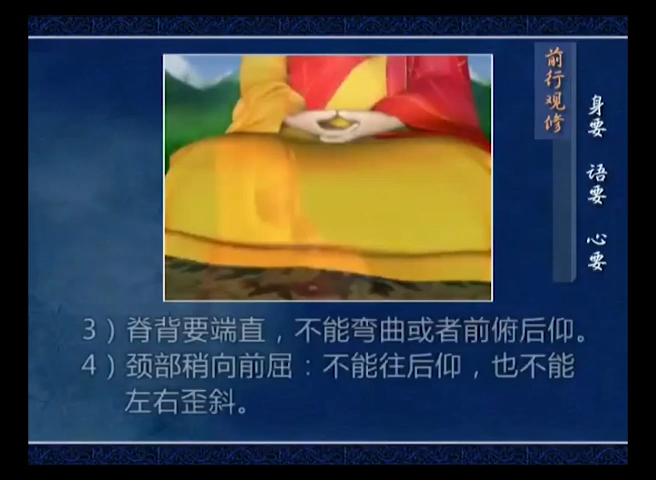 前行观修
身要 语要 心要
3）脊背要端直，不能弯曲或者前俯后仰。
4）颈部稍向前屈：不能往后仰，也不能
左右歪斜。